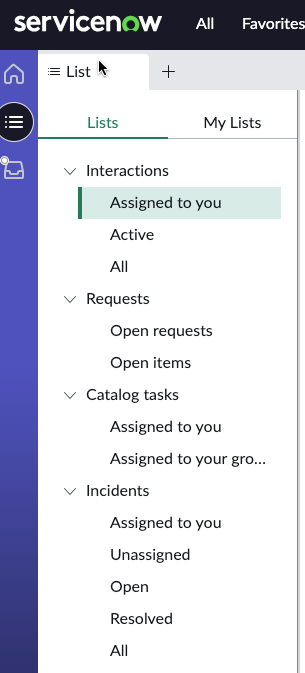 servicenow All Favorites
List
Lists My Lists
Interactions
Assigned to you
Active
All
Requests
Open requests
Open items
Catalog tasks
Assigned to you
Assigned to your gro...
Incidents
Assigned to you
Unassigned
Open
Resolved
All